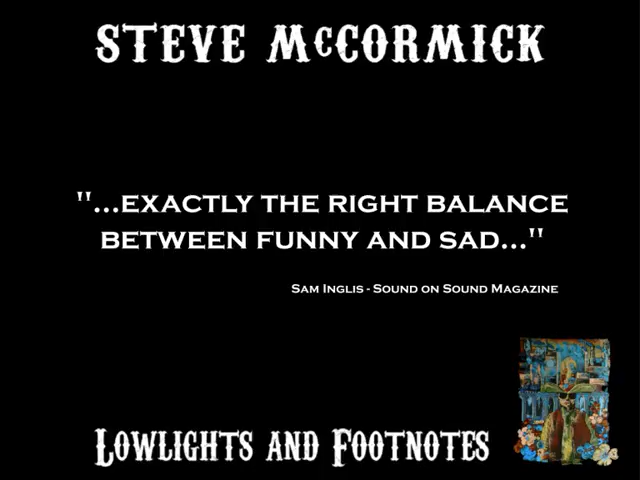 STEVE McCORMICK
"...EXACTLY THE RIGHT BALANCE
BETWEEN FUNNY AND SAD..."
SAM INGLIS - SOUND ON SOUND MAGAZINE
LOWLIGHTS AND FOOTNOTES